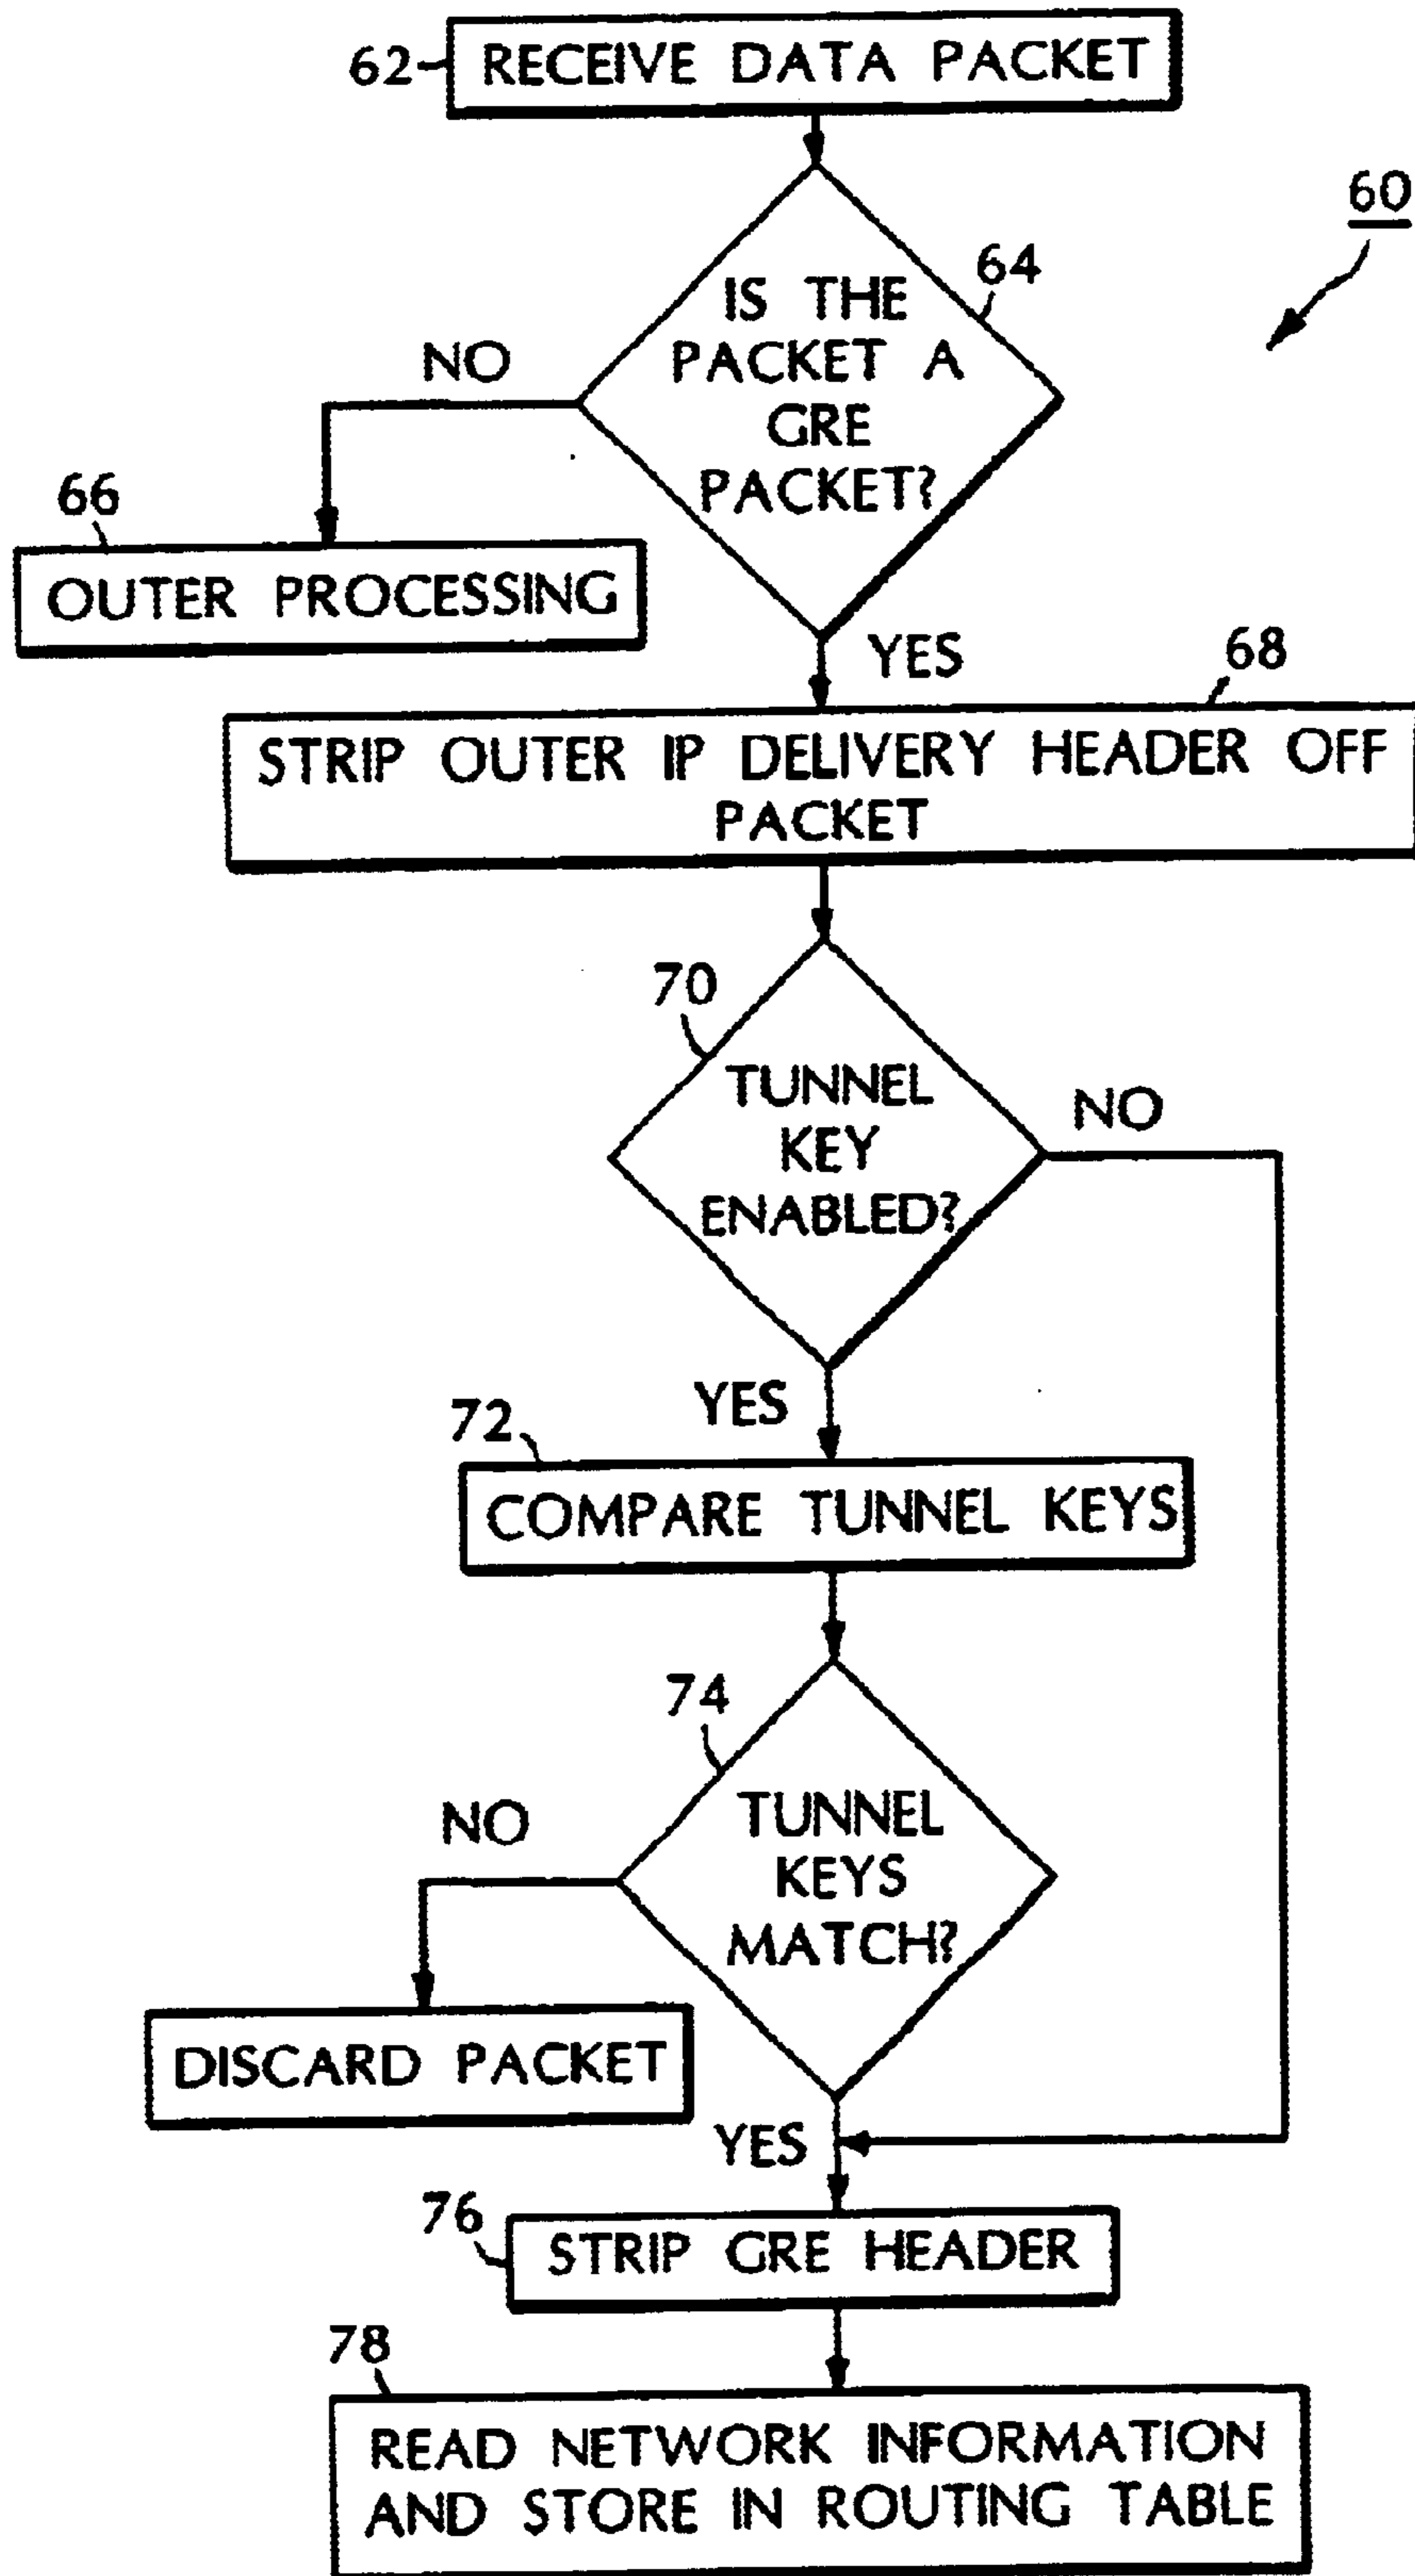 62 RECEIVE DATA PACKET
60
64
IS THE
PACKET A
GRE
PACKET?
NO
66
OUTER PROCESSING
YES
68
STRIP OUTER IP DELIVERY HEADER OFF
PACKET
70
TUNNEL
KEY
ENABLED?
NO
YES
72
COMPARE TUNNEL KEYS
74
TUNNEL
KEYS
MATCH?
NO
DISCARD PACKET
YES
76
STRIP GRE HEADER
78
READ NETWORK INFORMATION
AND STORE IN ROUTING TABLE